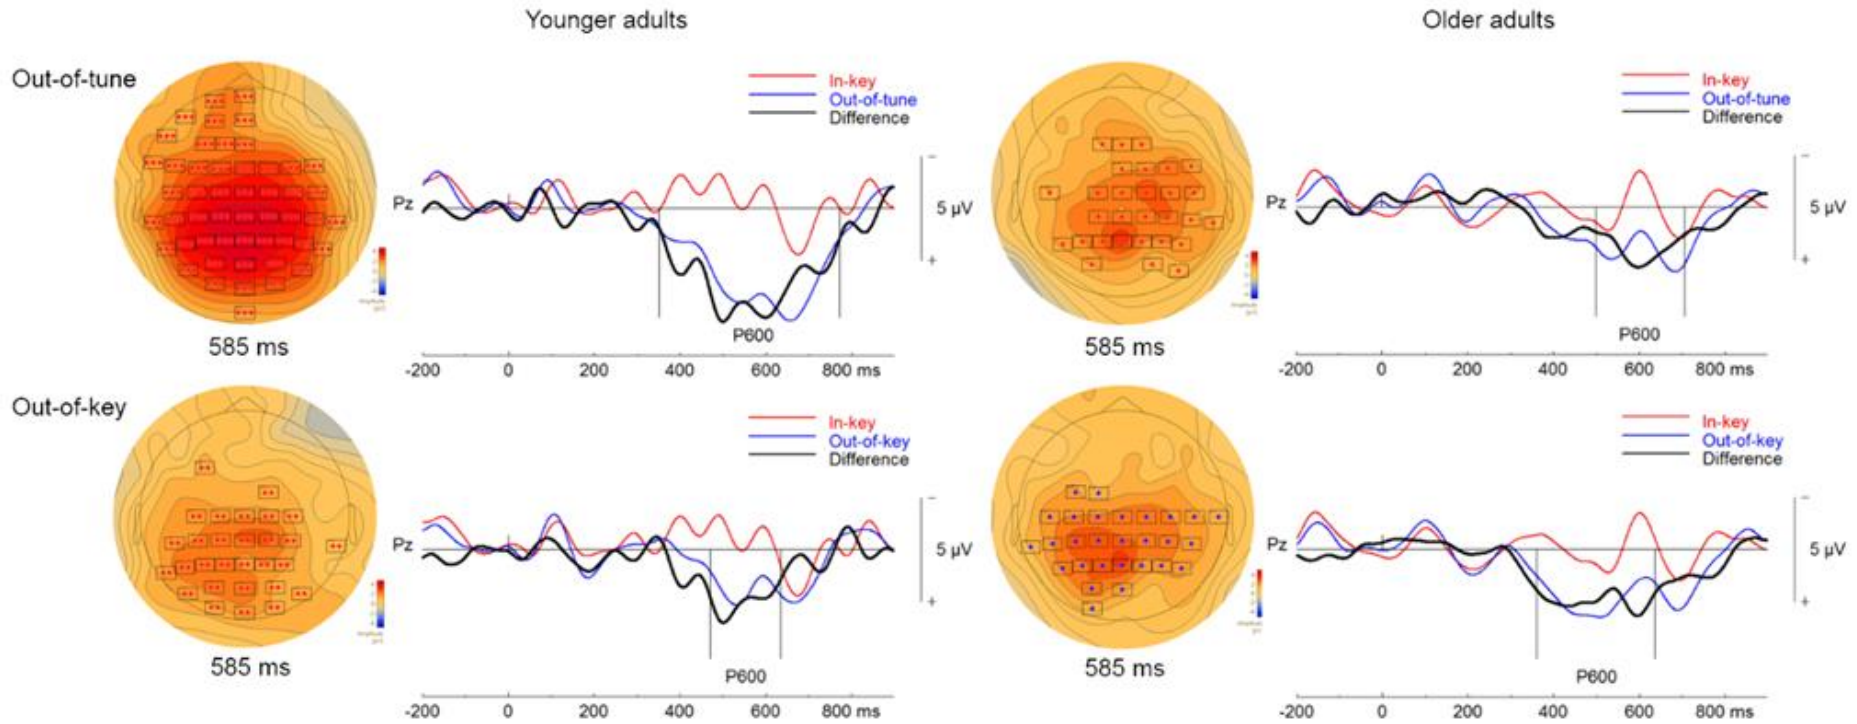 Younger adults
Older adults
Out-of-tune
In-key
Out-of-tune
Difference
Pz
−
5 µV
+
P600
585 ms
-200 0 200 400 600 800 ms
In-key
Out-of-tune
Difference
Pz
−
5 µV
+
P600
585 ms
-200 0 200 400 600 800 ms
Out-of-key
In-key
Out-of-key
Difference
Pz
−
5 µV
+
P600
585 ms
-200 0 200 400 600 800 ms
In-key
Out-of-key
Difference
Pz
−
5 µV
+
P600
585 ms
-200 0 200 400 600 800 ms